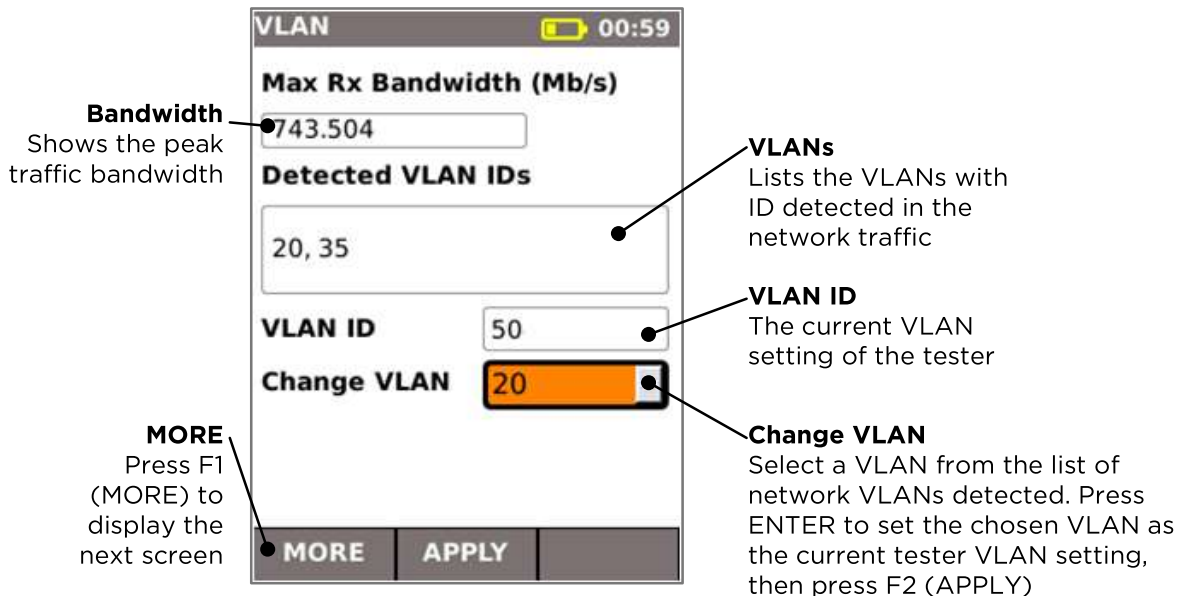 VLAN 00:59
Max Rx Bandwidth (Mb/s)
743.504
Detected VLAN IDs
20, 35
VLAN ID 50
Change VLAN 20
MORE APPLY
Bandwidth
Shows the peak
traffic bandwidth
MORE
Press F1
(MORE) to
display the
next screen
VLANs
Lists the VLANs with
ID detected in the
network traffic
VLAN ID
The current VLAN
setting of the tester
Change VLAN
Select a VLAN from the list of
network VLANs detected. Press
ENTER to set the chosen VLAN as
the current tester VLAN setting,
then press F2 (APPLY)